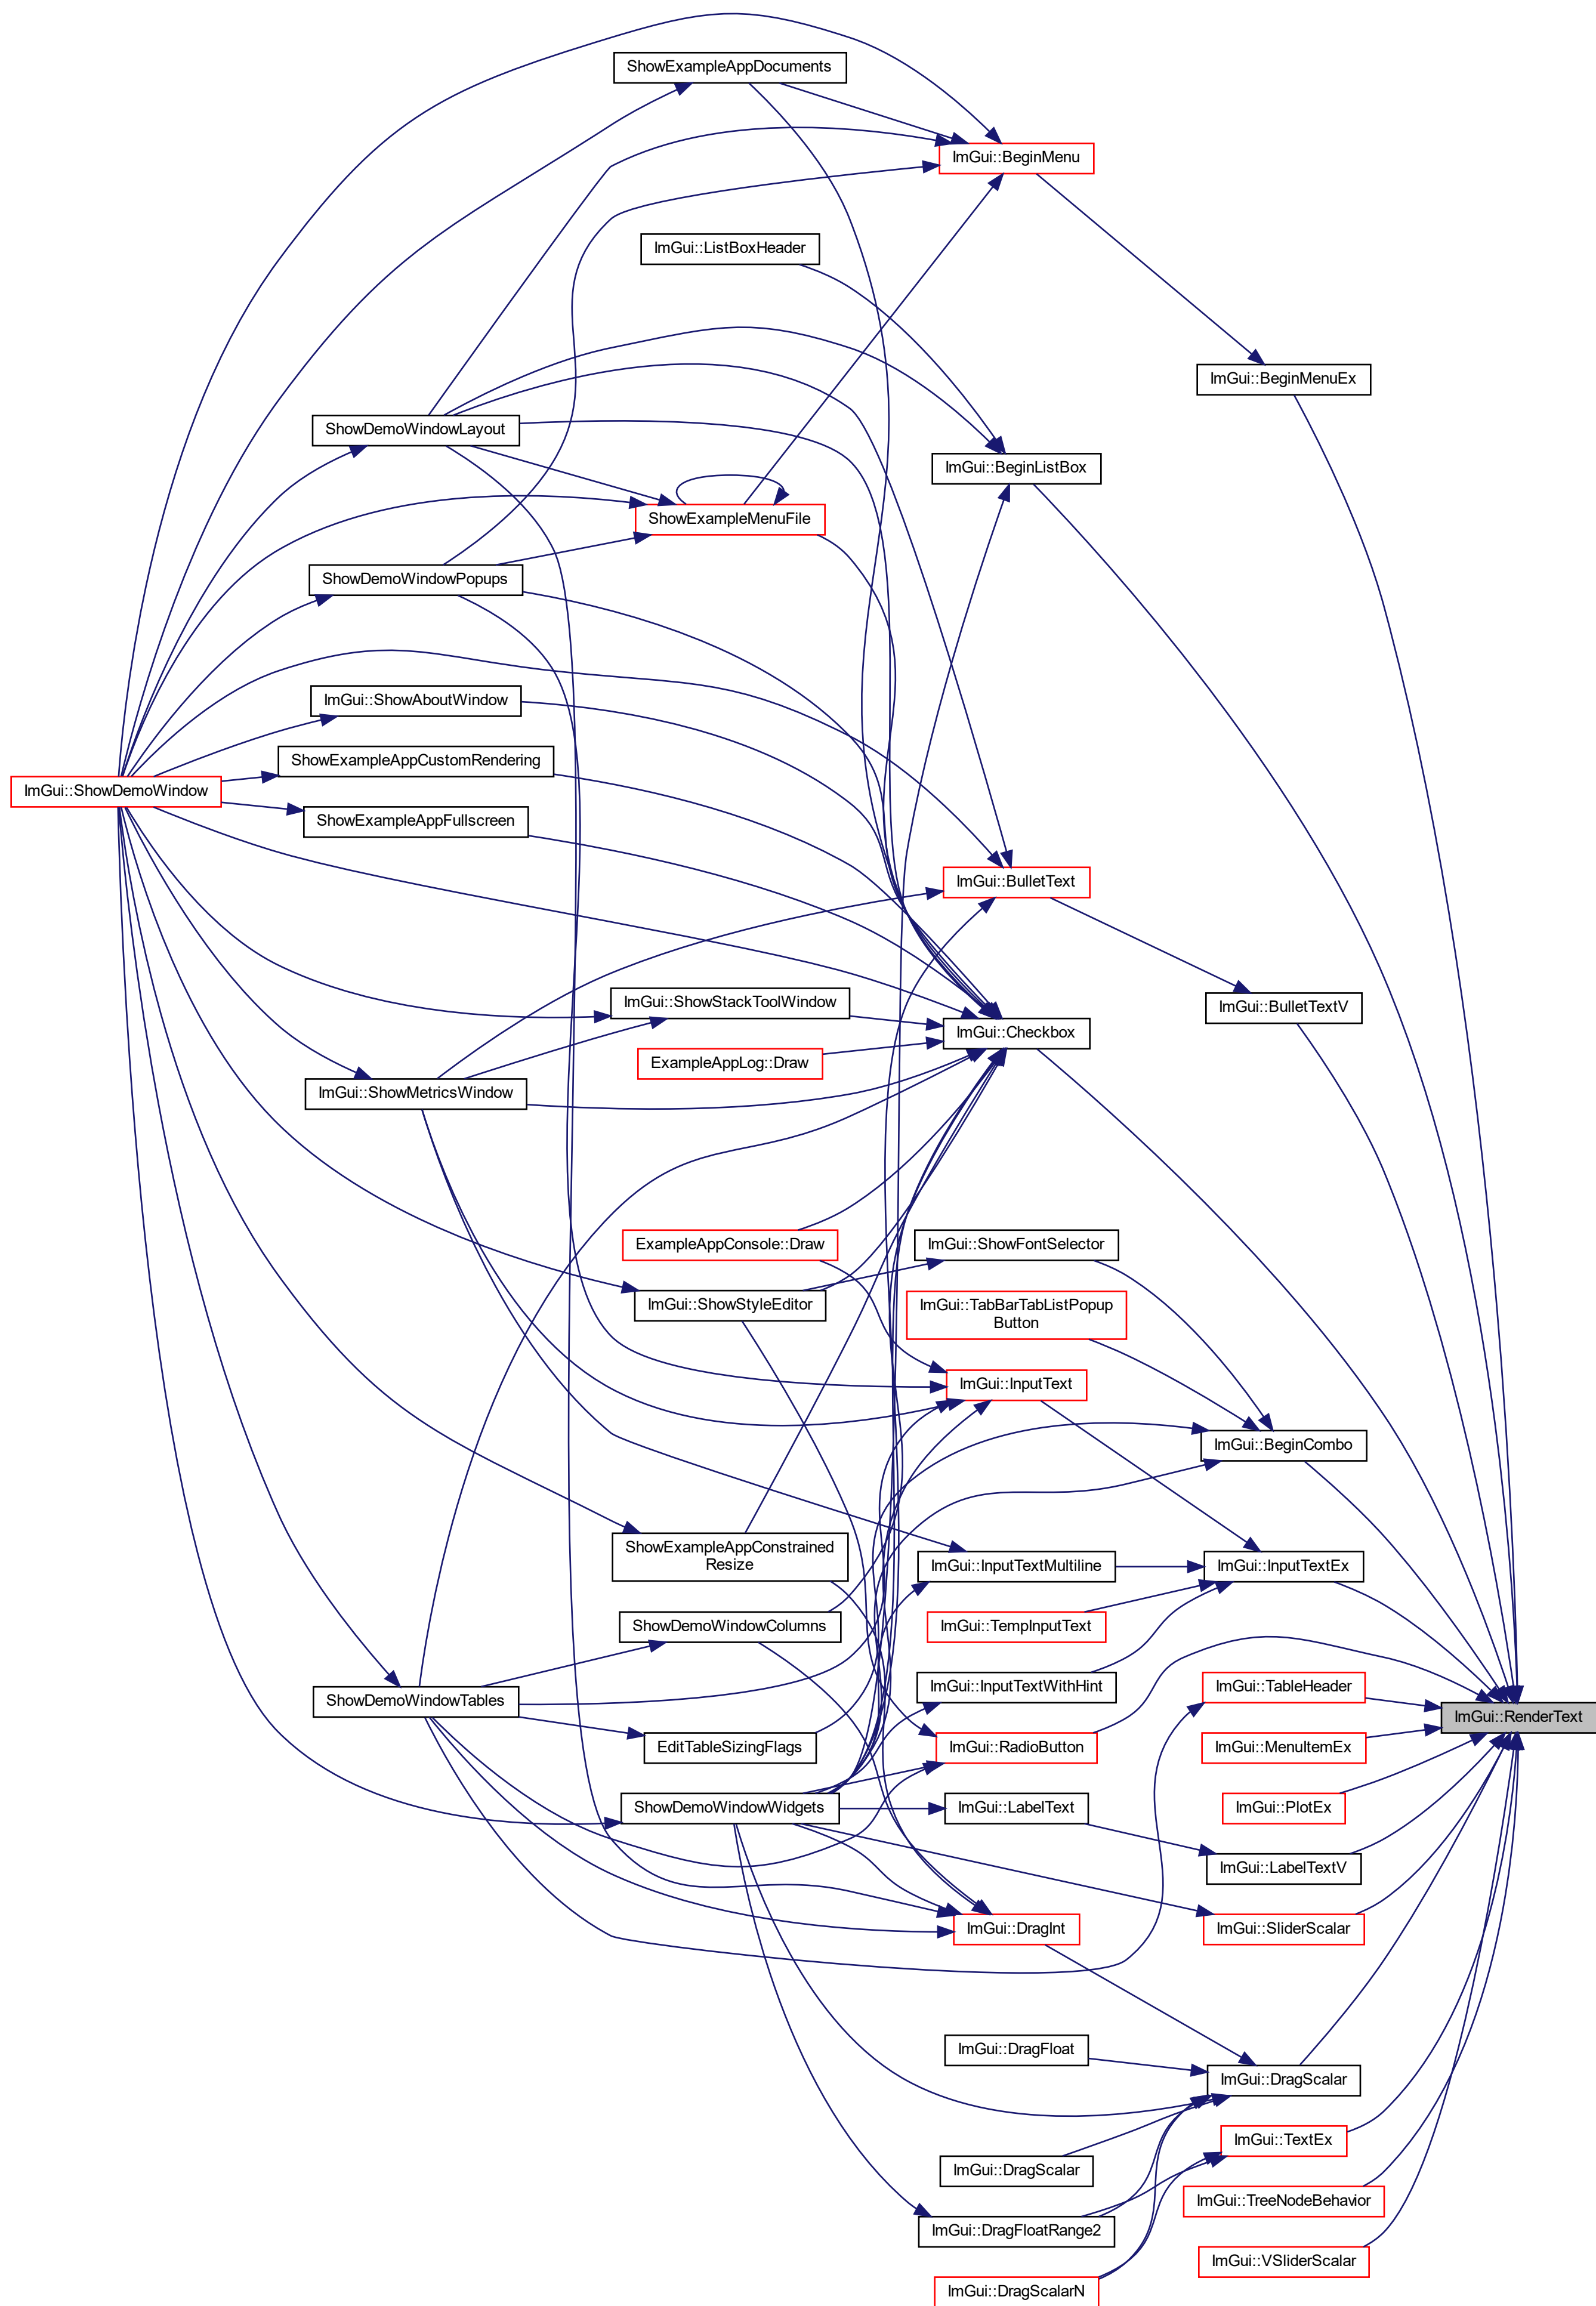 ShowExampleAppDocuments
ImGui::BeginMenu
ImGui::ListBoxHeader
ImGui::BeginMenuEx
ShowDemoWindowLayout
ImGui::BeginListBox
ShowExampleMenuFile
ShowDemoWindowPopups
ImGui::ShowAboutWindow
ShowExampleAppCustomRendering
ImGui::ShowDemoWindow
ShowExampleAppFullscreen
ImGui::BulletText
ImGui::ShowStackToolWindow
ImGui::BulletTextV
ImGui::Checkbox
ExampleAppLog::Draw
ImGui::ShowMetricsWindow
ExampleAppConsole::Draw
ImGui::ShowFontSelector
ImGui::ShowStyleEditor
ImGui::TabBarTabListPopup
Button
ImGui::InputText
ImGui::BeginCombo
ShowExampleAppConstrained
Resize
ImGui::InputTextMultiline
ImGui::InputTextEx
ShowDemoWindowColumns
ImGui::TempInputText
ImGui::InputTextWithHint
ImGui::TableHeader
ShowDemoWindowTables
ImGui::RenderText
EditTableSizingFlags
ImGui::RadioButton
ImGui::MenuItemEx
ShowDemoWindowWidgets
ImGui::LabelText
ImGui::PlotEx
ImGui::LabelTextV
ImGui::DragInt
ImGui::SliderScalar
ImGui::DragFloat
ImGui::DragScalar
ImGui::TextEx
ImGui::DragScalar
ImGui::TreeNodeBehavior
ImGui::DragFloatRange2
ImGui::VSliderScalar
ImGui::DragScalarN